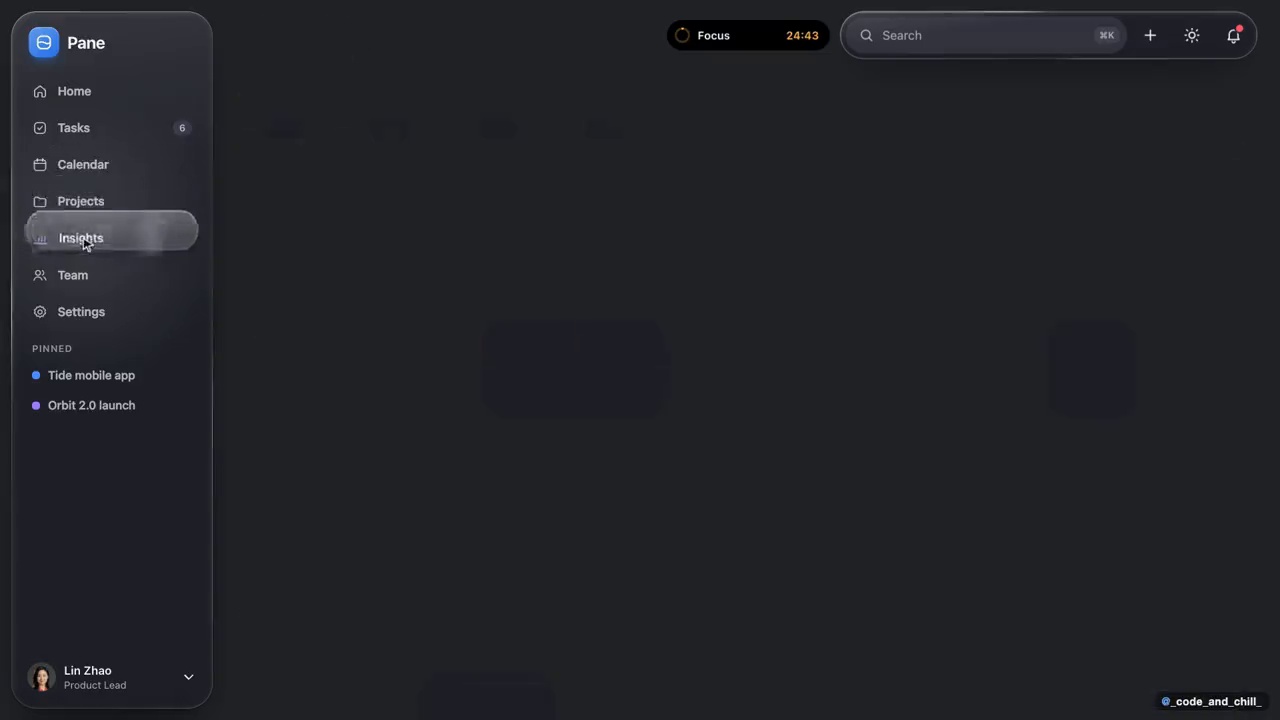 Pane
Home
Tasks 6
Calendar
Projects
Insights
Team
Settings
PINNED
Tide mobile app
Orbit 2.0 launch
Lin Zhao
Product Lead
Focus 24:43
Search ⌘K
@_code_and_chill_